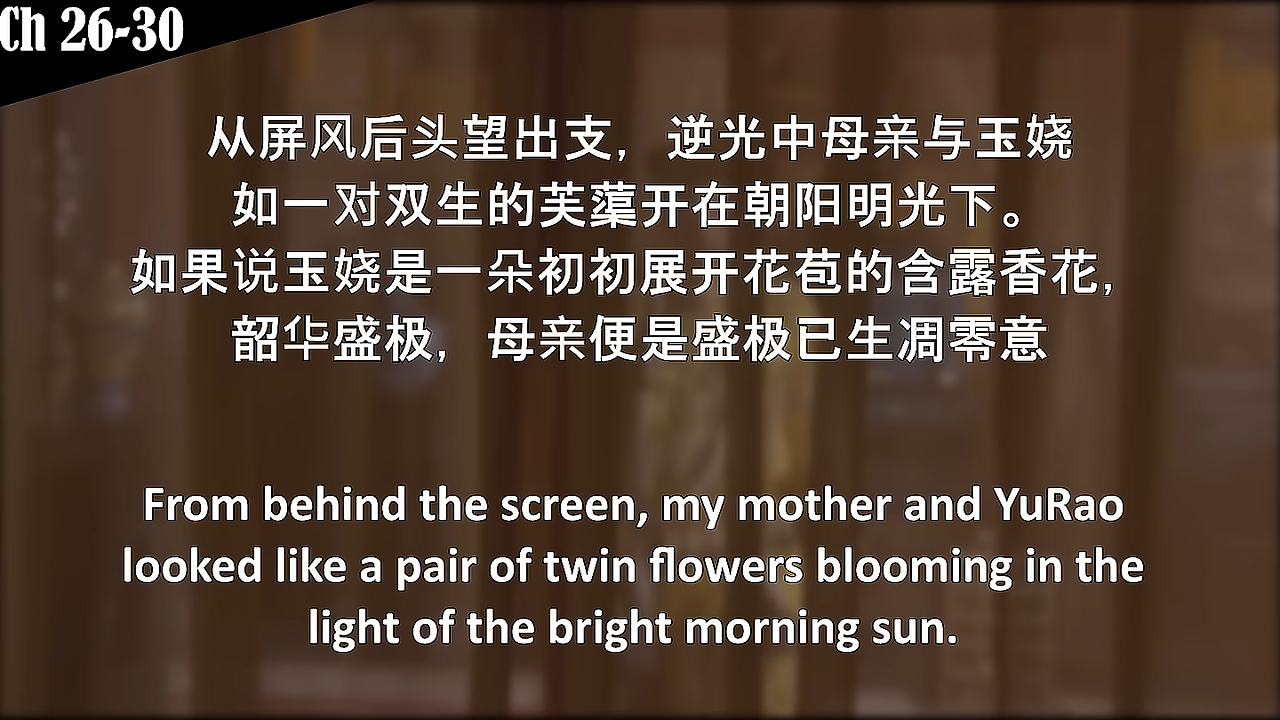 Ch 26-30
从屏风后头望出支，逆光中母亲与玉娆
如一对双生的芙蕖开在朝阳明光下。
如果说玉娆是一朵初初展开花苞的含露香花，
韶华盛极，母亲便是盛极已生凋零意
From behind the screen, my mother and YuRao
looked like a pair of twin flowers blooming in the
light of the bright morning sun.